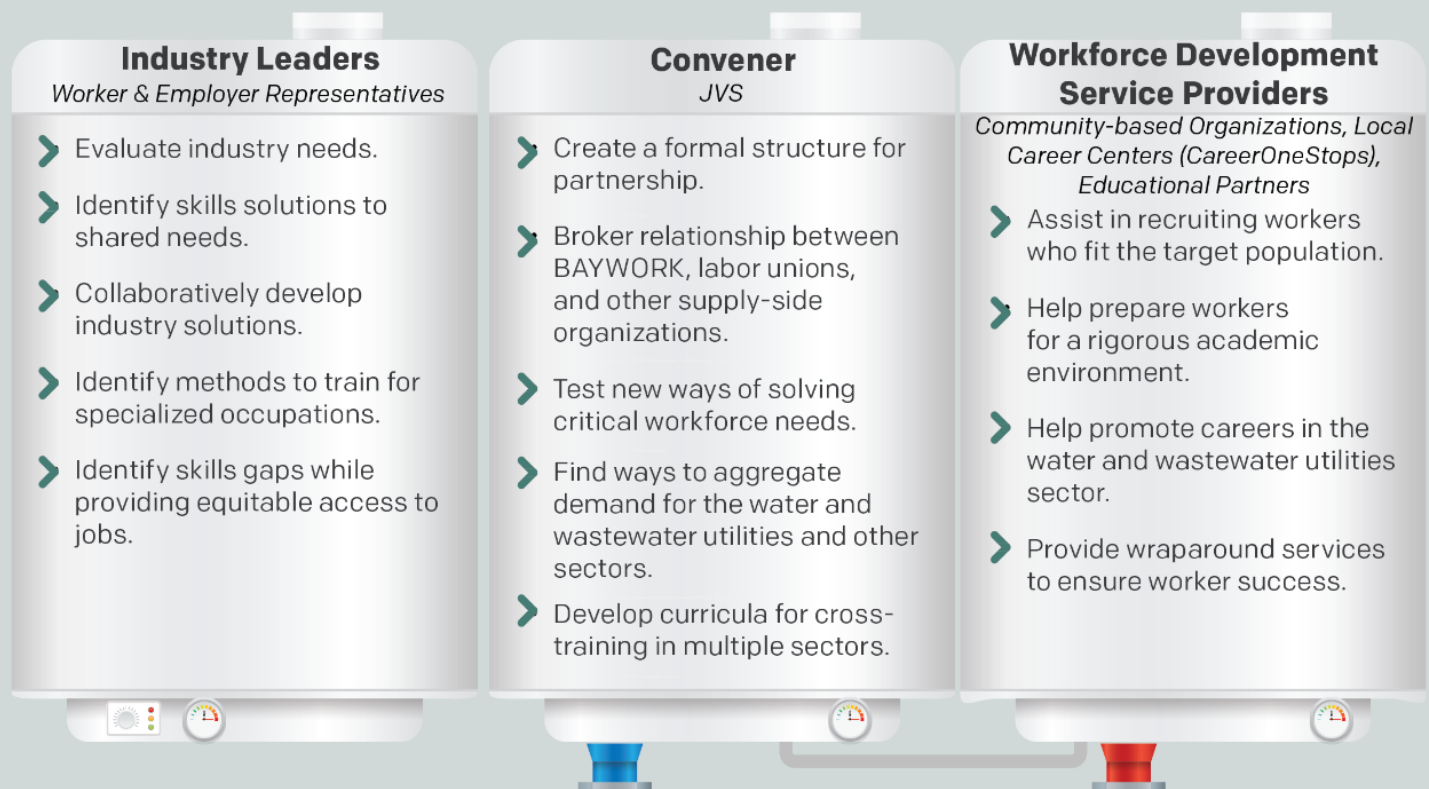 Industry Leaders
Worker & Employer Representatives
Evaluate industry needs.
Identify skills solutions to
shared needs.
Collaboratively develop
industry solutions.
Identify methods to train for
specialized occupations.
Identify skills gaps while
providing equitable access to
jobs.
Convener
JVS
Create a formal structure for
partnership.
Broker relationship between
BAYWORK, labor unions,
and other supply-side
organizations.
Test new ways of solving
critical workforce needs.
Find ways to aggregate
demand for the water and
wastewater utilities and other
sectors.
Develop curricula for cross-
training in multiple sectors.
Workforce Development
Service Providers
Community-based Organizations, Local
Career Centers (CareerOneStops),
Educational Partners
Assist in recruiting workers
who fit the target population.
Help prepare workers
for a rigorous academic
environment.
Help promote careers in the
water and wastewater utilities
sector.
Provide wraparound services
to ensure worker success.